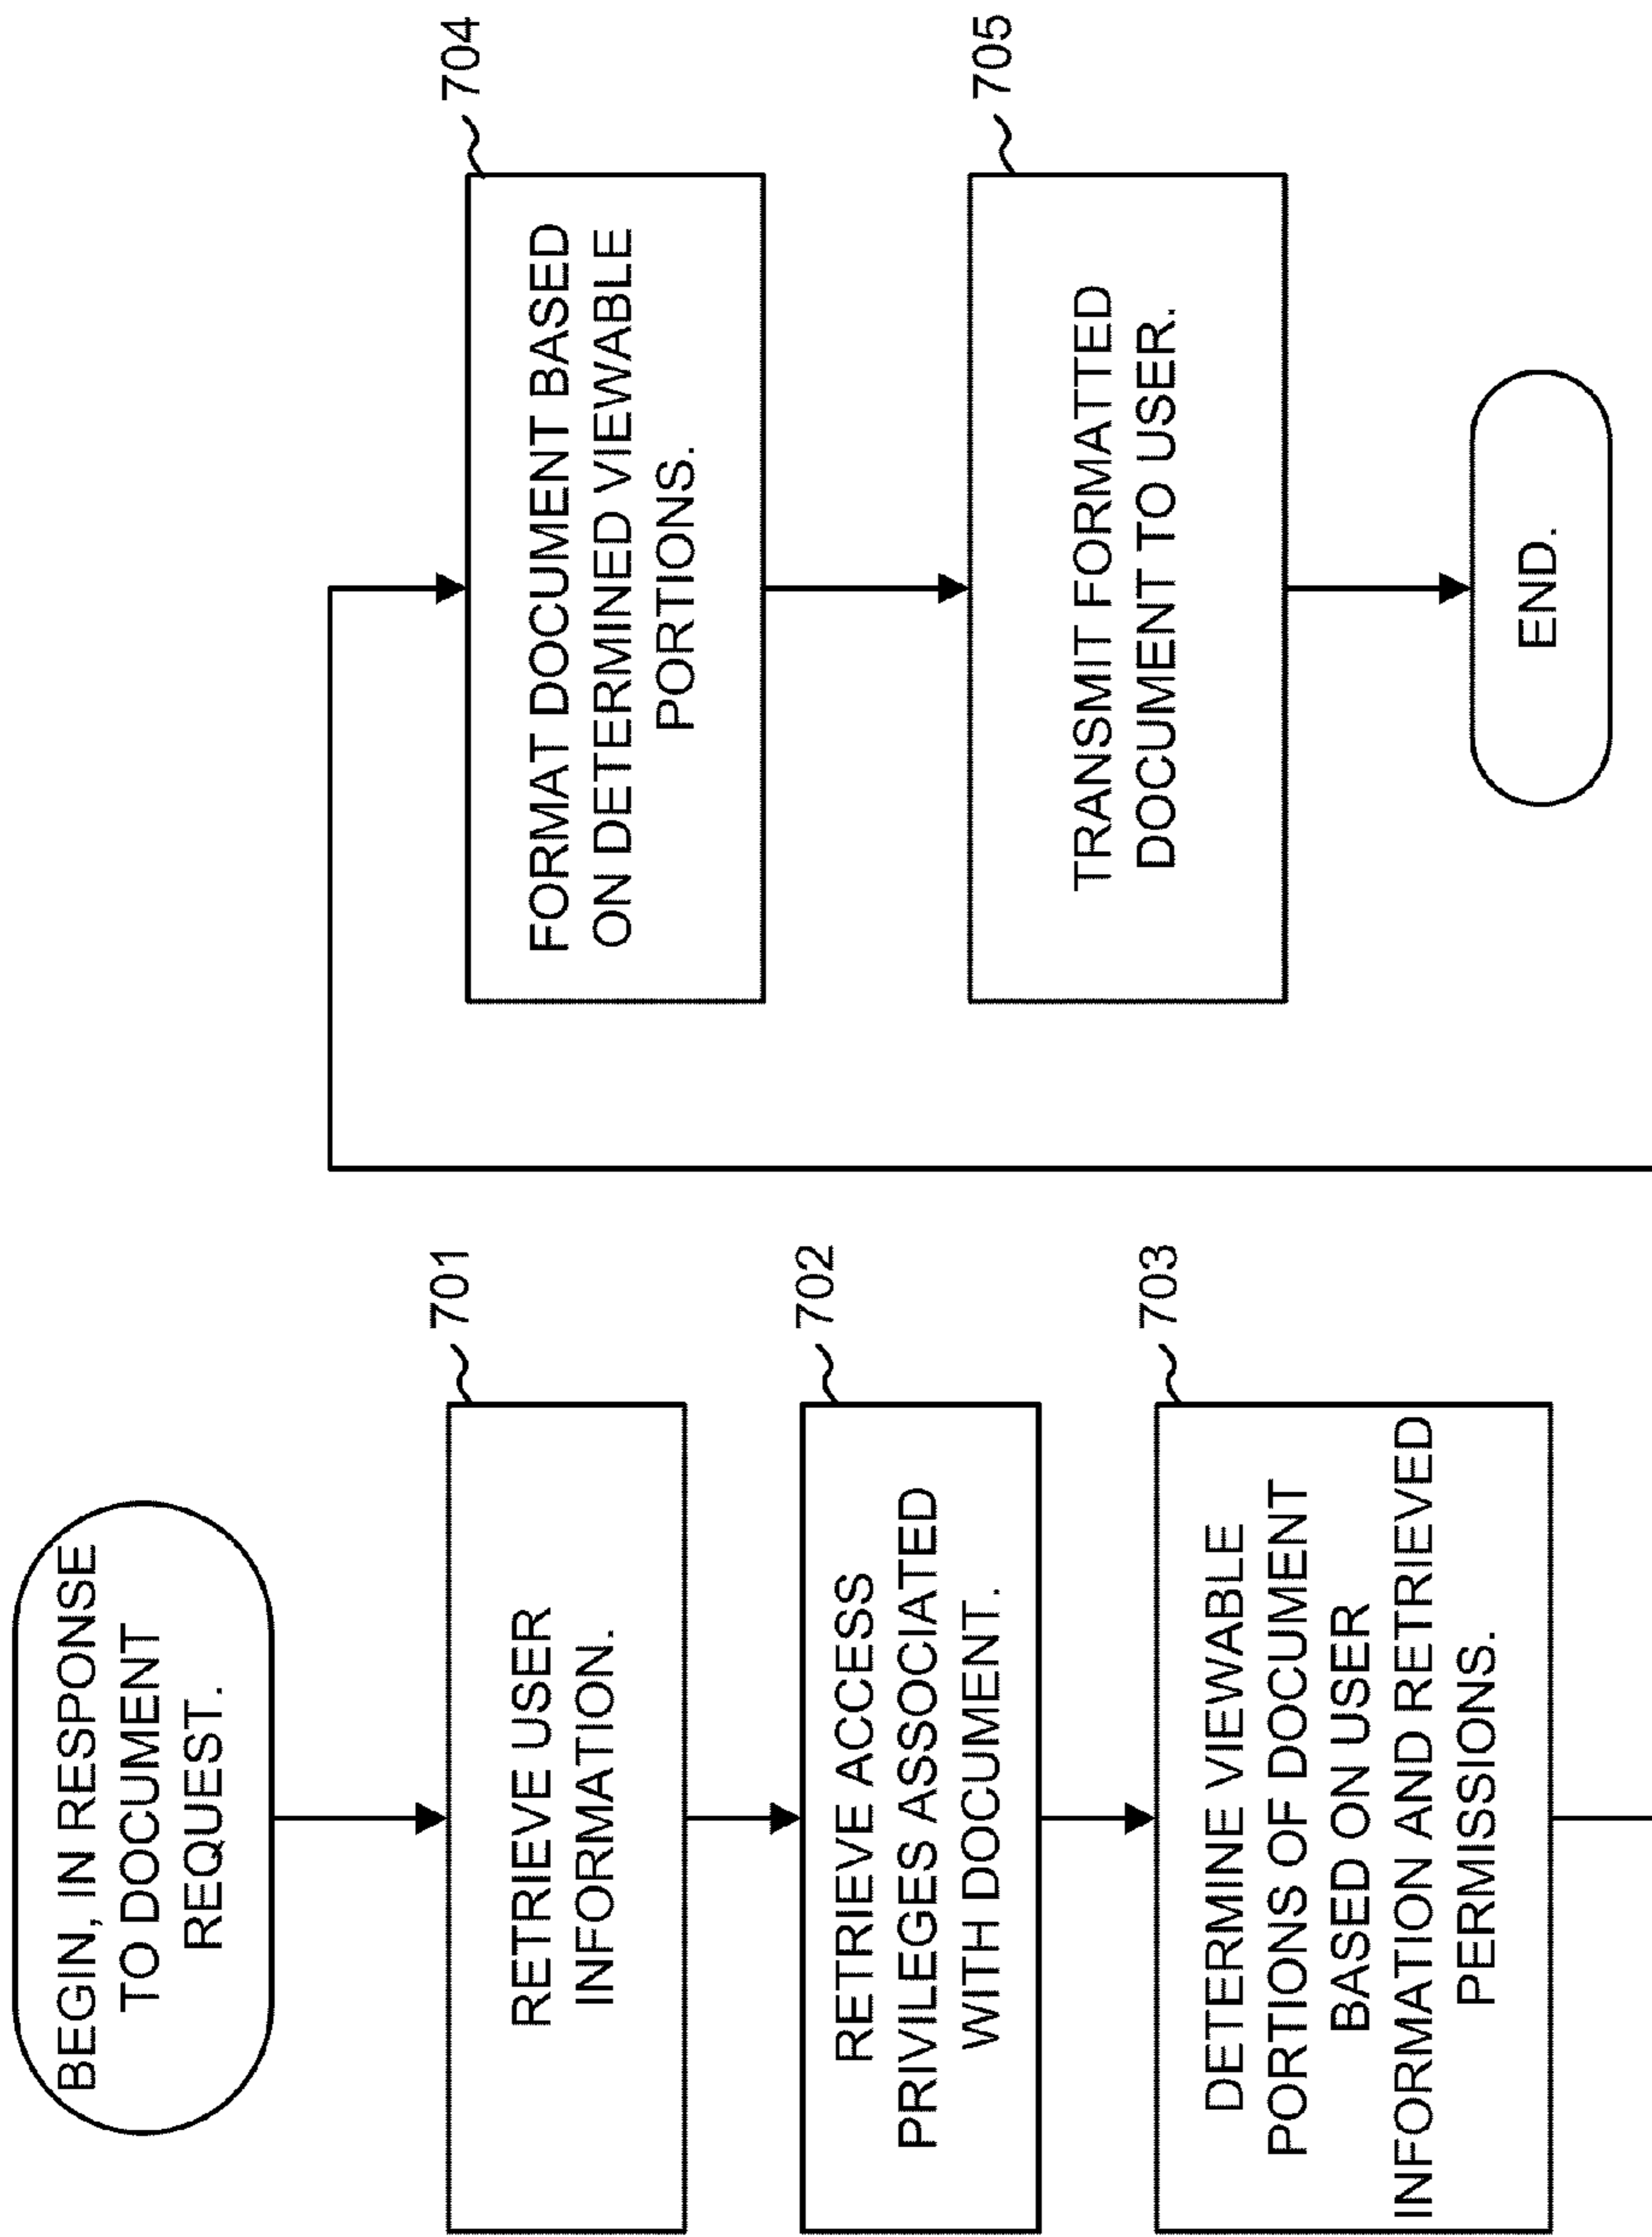 BEGIN, IN RESPONSE
TO DOCUMENT
REQUEST.
701
RETRIEVE USER
INFORMATION.
702
RETRIEVE ACCESS
PRIVILEGES ASSOCIATED
WITH DOCUMENT.
703
DETERMINE VIEWABLE
PORTIONS OF DOCUMENT
BASED ON USER
INFORMATION AND RETRIEVED
PERMISSIONS.
704
FORMAT DOCUMENT BASED
ON DETERMINED VIEWABLE
PORTIONS.
705
TRANSMIT FORMATTED
DOCUMENT TO USER.
END.